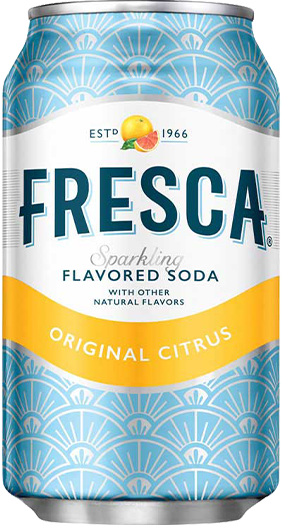 ESTD 1966
FRESCA®
Sparkling
FLAVORED SODA
WITH OTHER
NATURAL FLAVORS
ORIGINAL CITRUS